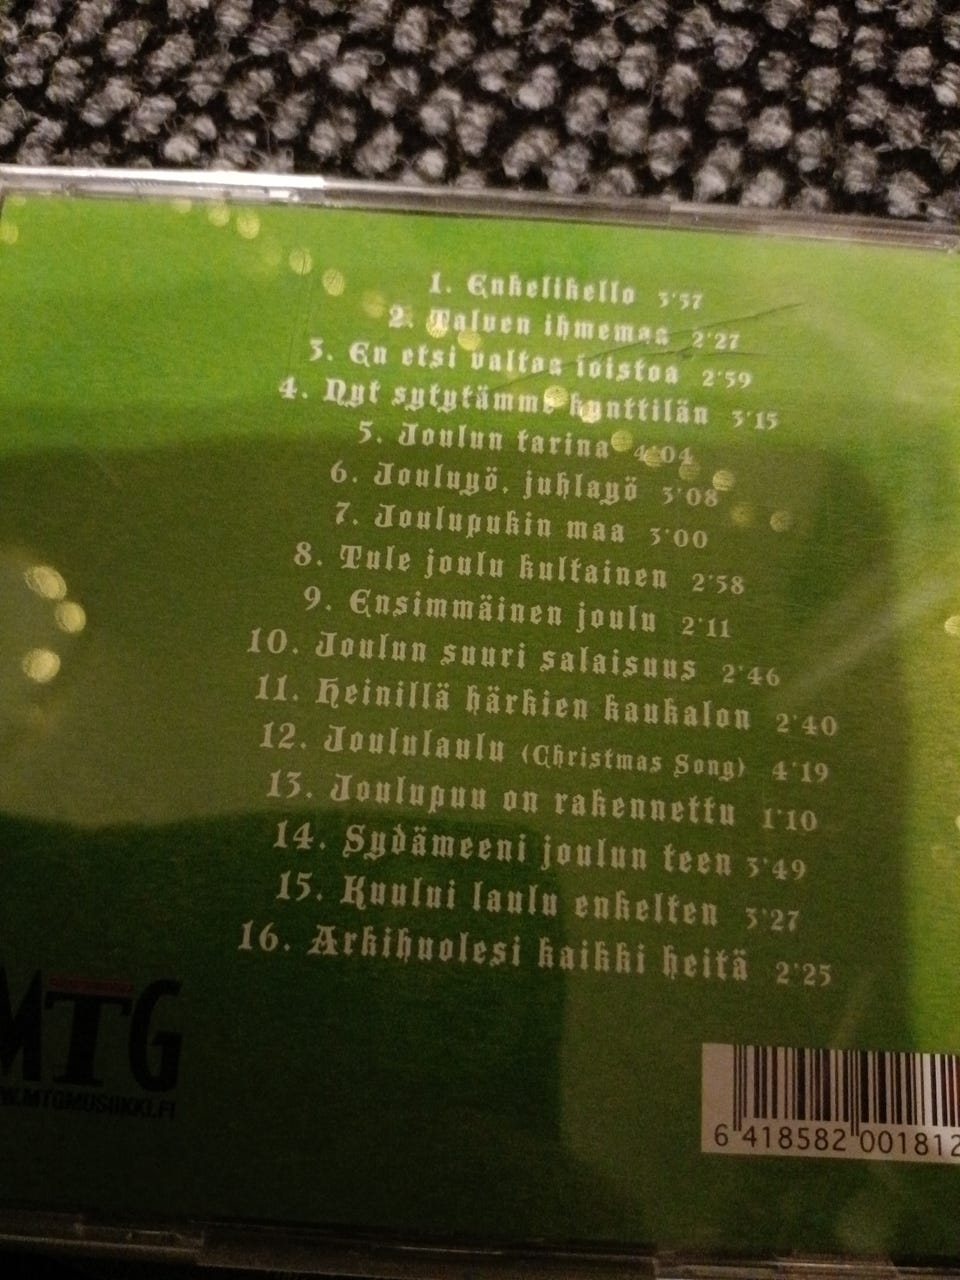 1. Enkelikello 3'57
2. Talven ihmemaa 2'27
3. En etsi valtaa loistoa 2'59
4. Nyt sytytämme kynttilän 3'15
5. Joulun tarina 4'04
6. Jouluyö, juhlayö 3'08
7. Joulupukin maa 3'00
8. Tule joulu kultainen 2'58
9. Ensimmäinen joulu 2'11
10. Joulun suuri salaisuus 2'46
11. Heinillä härkien kaukalon 2'40
12. Joululaulu (Christmas Song) 4'19
13. Joulupuu on rakennettu 1'10
14. Sydämeeni joulun teen 3'49
15. Kuului laulu enkelten 3'27
16. Arkihuolesi kaikki heitä 2'25
MTG
W.MTGMUSIIKKI.FI
6 418582 001812